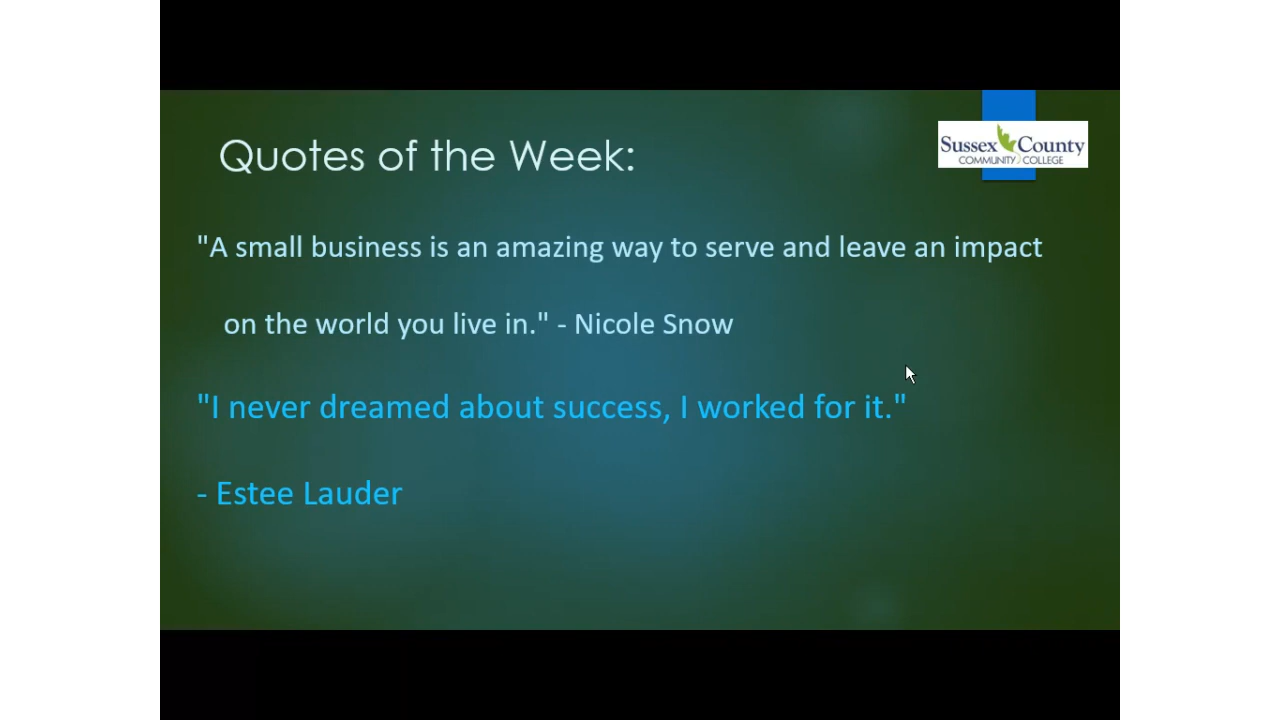 Quotes of the Week:
Sussex County
COMMUNITY COLLEGE
"A small business is an amazing way to serve and leave an impact
on the world you live in." - Nicole Snow
"I never dreamed about success, I worked for it."
- Estee Lauder